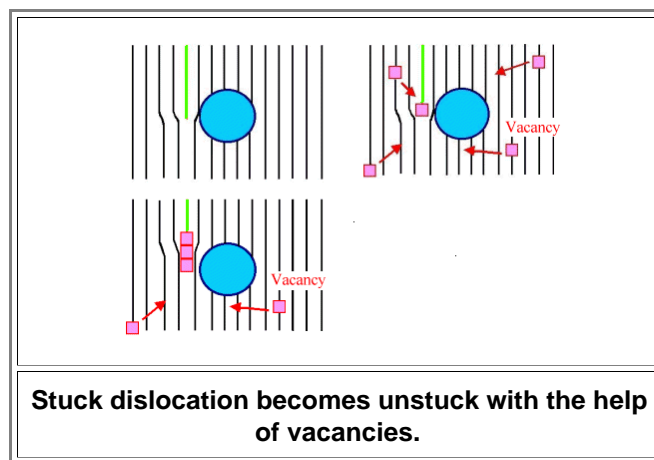 Vacancy
Vacancy
Stuck dislocation becomes unstuck with the help
of vacancies.